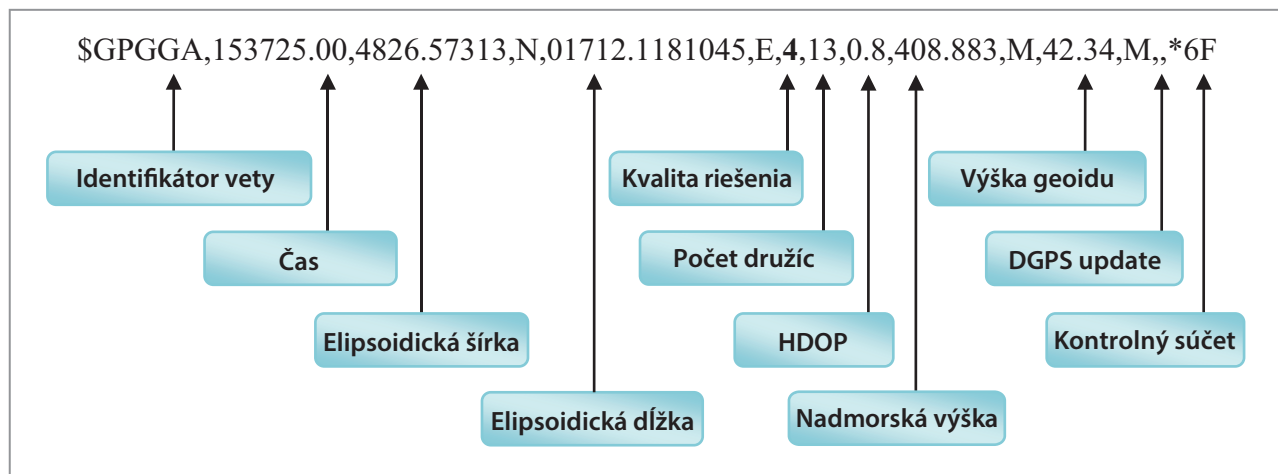 $GPGGA,153725.00,4826.57313,N,01712.1181045,E,4,13,0.8,408.883,M,42.34,M,,*6F
Identifikátor vety
Kvalita riešenia
Výška geoidu
Čas
Počet družíc
DGPS update
Elipsoidická šírka
HDOP
Kontrolný súčet
Elipsoidická dĺžka
Nadmorská výška